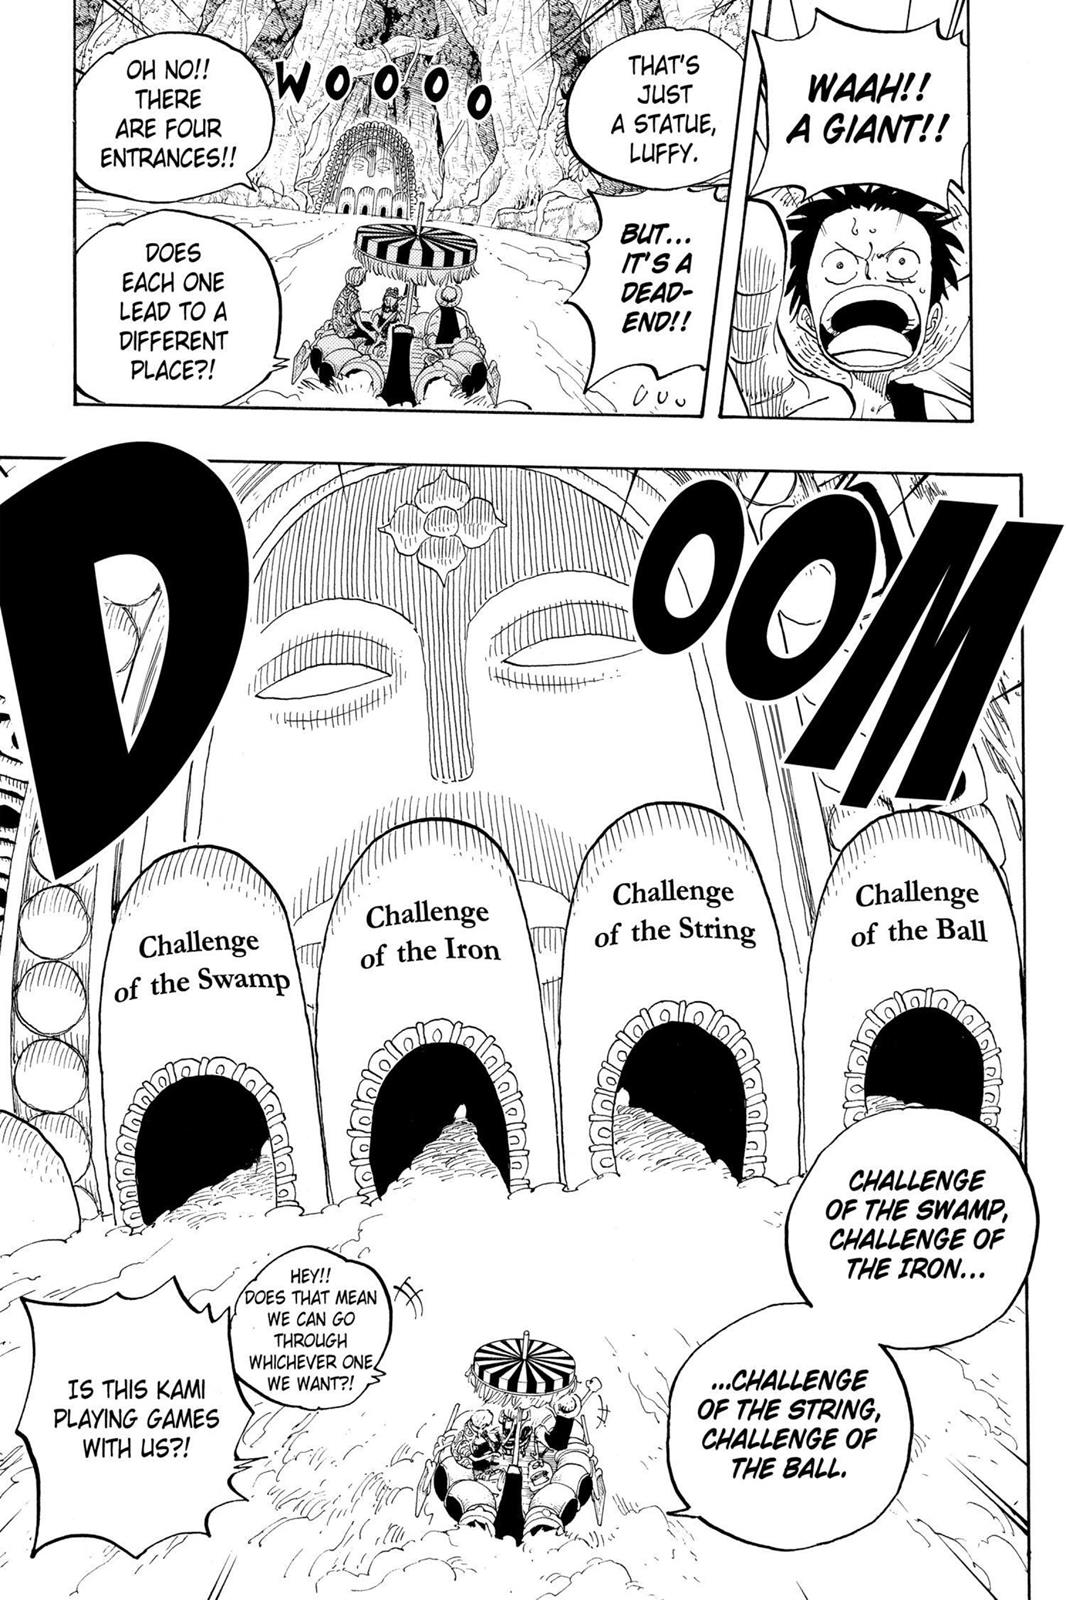 WAAH!!
A GIANT!!
THAT'S
JUST
A STATUE,
LUFFY.
BUT...
IT'S A
DEAD-
END!!
WOOOO
OH NO!!
THERE
ARE FOUR
ENTRANCES!!
DOES
EACH ONE
LEAD TO A
DIFFERENT
PLACE?!
DOOM
Challenge
of the Swamp
Challenge
of the Iron
Challenge
of the String
Challenge
of the Ball
CHALLENGE
OF THE SWAMP,
CHALLENGE OF
THE IRON...
...CHALLENGE
OF THE STRING,
CHALLENGE OF
THE BALL.
HEY!!
DOES THAT MEAN
WE CAN GO
THROUGH
WHICHEVER ONE
WE WANT?!
IS THIS KAMI
PLAYING GAMES
WITH US?!